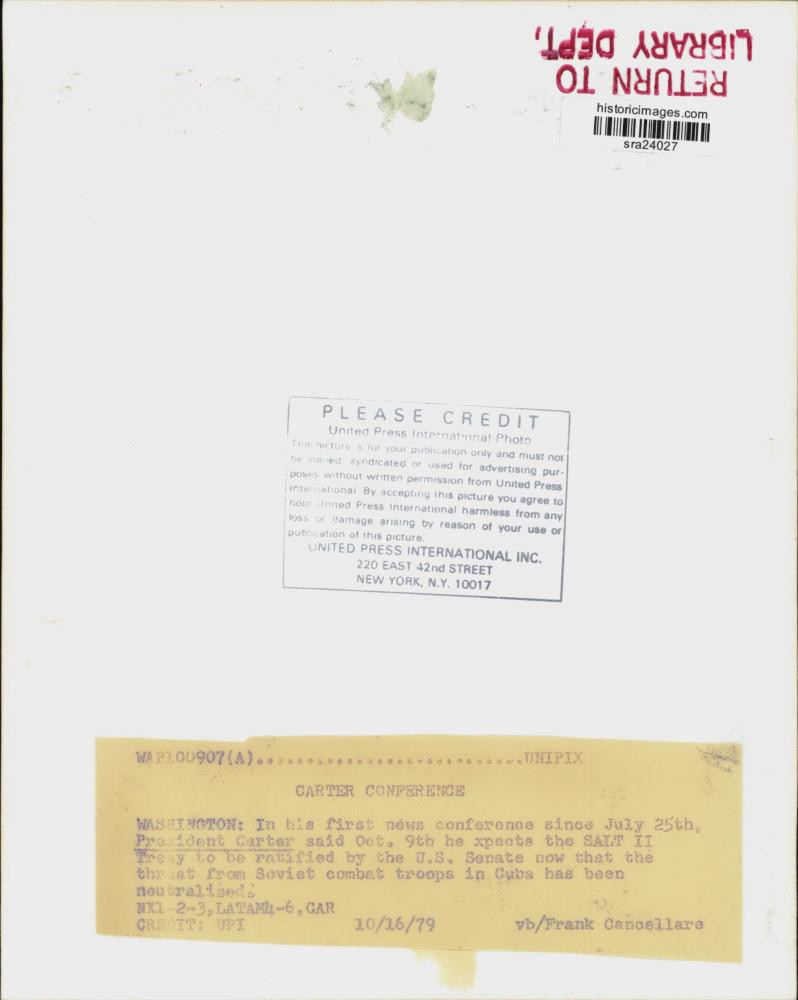 RETURN TO
LIBRARY DEPT.
historicimages.com
sra24027
PLEASE CREDIT
United Press International Photo
This picture is for your publication only and must not
be loaned, syndicated or used for advertising pur-
poses without written permission from United Press
International. By accepting this picture you agree to
hold United Press International harmless from any
loss or damage arising by reason of your use or
publication of this picture.
UNITED PRESS INTERNATIONAL INC.
220 EAST 42nd STREET
NEW YORK, N.Y. 10017
WAP100907(A)................................UNIPIX
CARTER CONFERENCE
WASHINGTON: In his first news conference since July 25th,
President Carter said Oct. 9th he xpects the SALT II
Treay to be ratified by the U.S. Senate now that the
threat from Soviet combat troops in Cuba has been
neutralized.
NX1-2-3,LATAM4-6,CAR
CREDIT: UPI 10/16/79 vb/Frank Cancellare